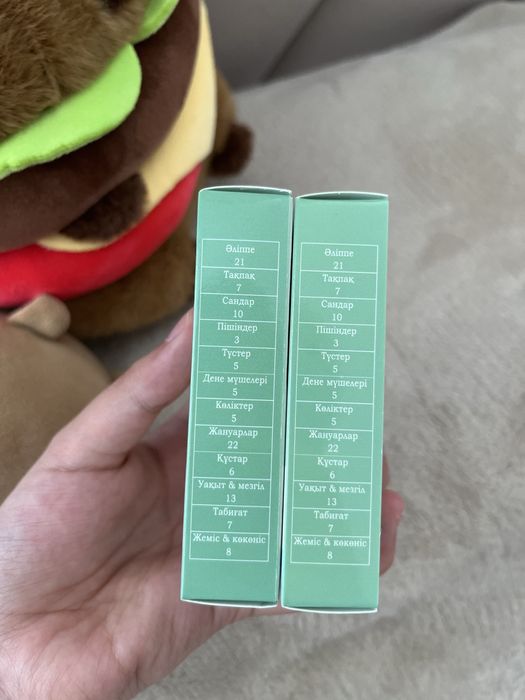 Әліппе
21
Тақпақ
7
Сандар
10
Пішіндер
3
Түстер
5
Дене мүшелері
5
Көліктер
5
Жануарлар
22
Құстар
6
Уақыт & мезгіл
13
Табиғат
7
Жеміс & көкөніс
8
Әліппе
21
Тақпақ
7
Сандар
10
Пішіндер
3
Түстер
5
Дене мүшелері
5
Көліктер
5
Жануарлар
22
Құстар
6
Уақыт & мезгіл
13
Табиғат
7
Жеміс & көкөніс
8